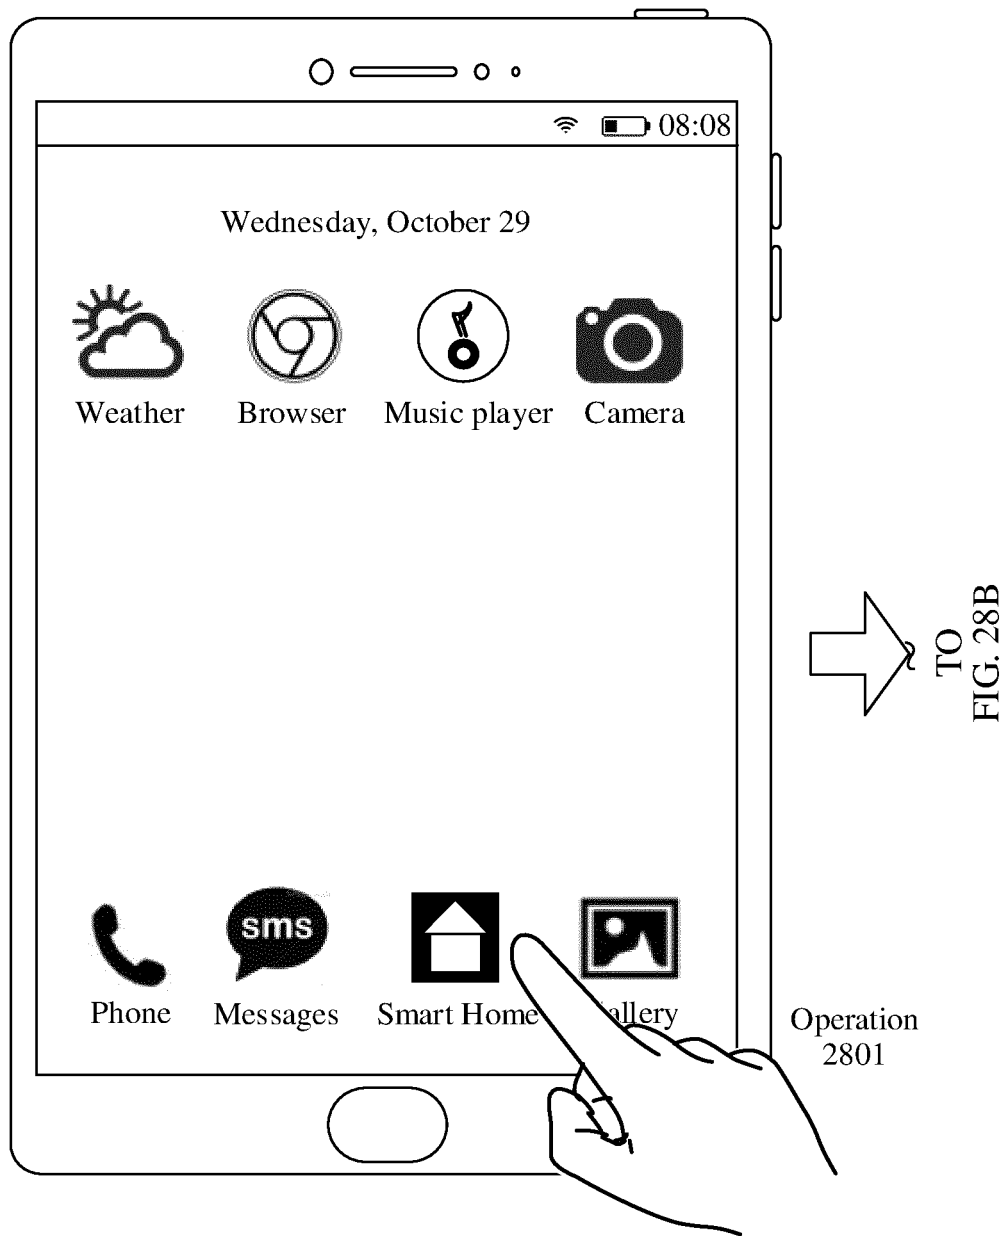 08:08
Wednesday, October 29
Weather Browser Music player Camera
TO
FIG. 28B
sms
Phone Messages Smart Home allery
Operation
2801